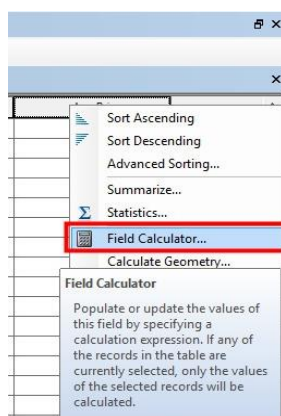 Sort Ascending
Sort Descending
Advanced Sorting...
Summarize...
Σ Statistics...
Field Calculator...
Calculate Geometry...
Field Calculator
Populate or update the values of
this field by specifying a
calculation expression. If any of
the records in the table are
currently selected, only the values
of the selected records will be
calculated.